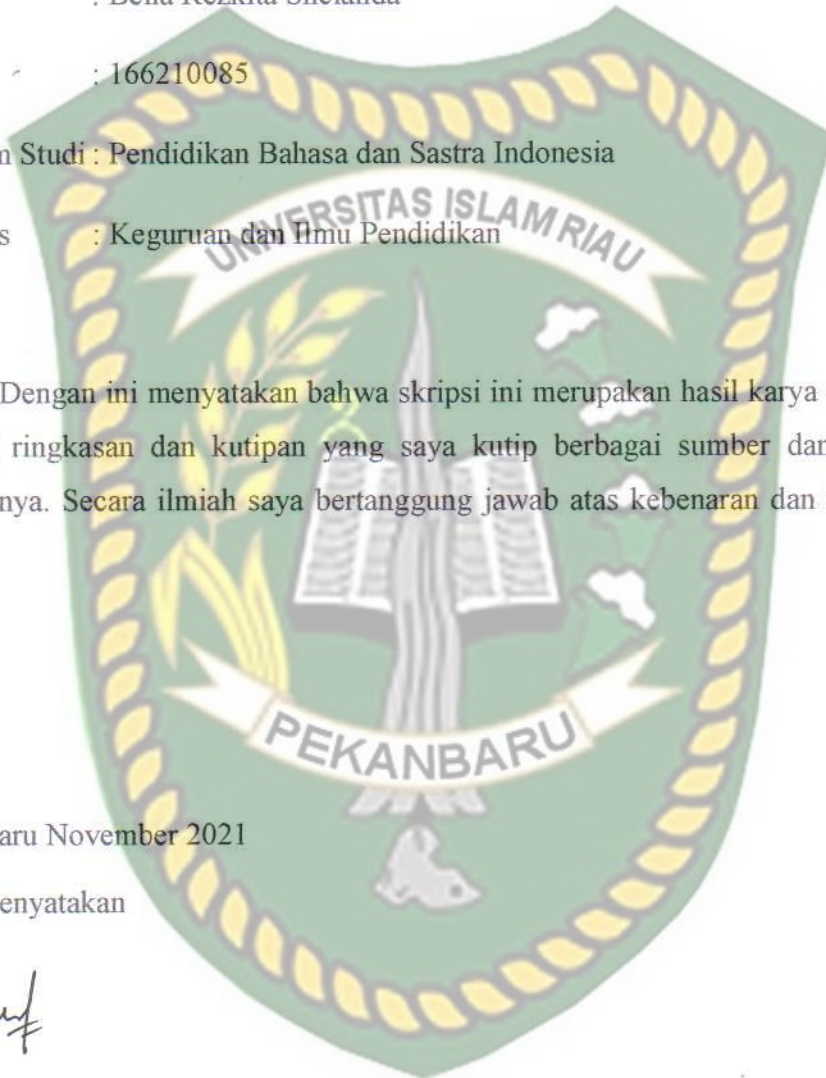 : 166210085
n Studi : Pendidikan Bahasa dan Sastra Indonesia
UNIVERSITAS ISLAM RIAU
s : Keguruan dan Ilmu Pendidikan
Dengan ini menyatakan bahwa skripsi ini merupakan hasil karya
ringkasan dan kutipan yang saya kutip berbagai sumber dar
nya. Secara ilmiah saya bertanggung jawab atas kebenaran dan
PEKANBARU
aru November 2021
enyatakan